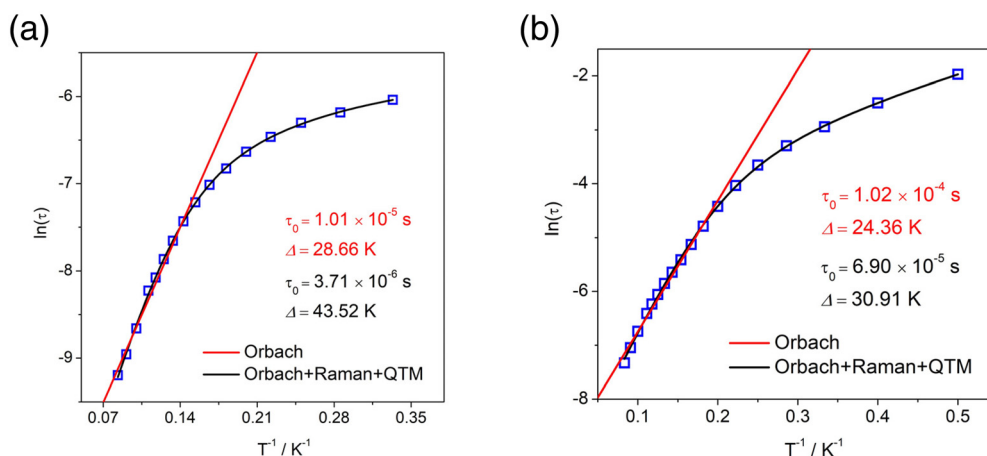 (a)
-6
-7
-8
-9
ln(τ)
τ₀ = 1.01 × 10⁻⁵ s
Δ = 28.66 K
τ₀ = 3.71 × 10⁻⁶ s
Δ = 43.52 K
Orbach
Orbach+Raman+QTM
0.07 0.14 0.21 0.28 0.35
T⁻¹ / K⁻¹
(b)
-2
-4
-6
-8
ln(τ)
τ₀ = 1.02 × 10⁻⁴ s
Δ = 24.36 K
τ₀ = 6.90 × 10⁻⁵ s
Δ = 30.91 K
Orbach
Orbach+Raman+QTM
0.1 0.2 0.3 0.4 0.5
T⁻¹ / K⁻¹